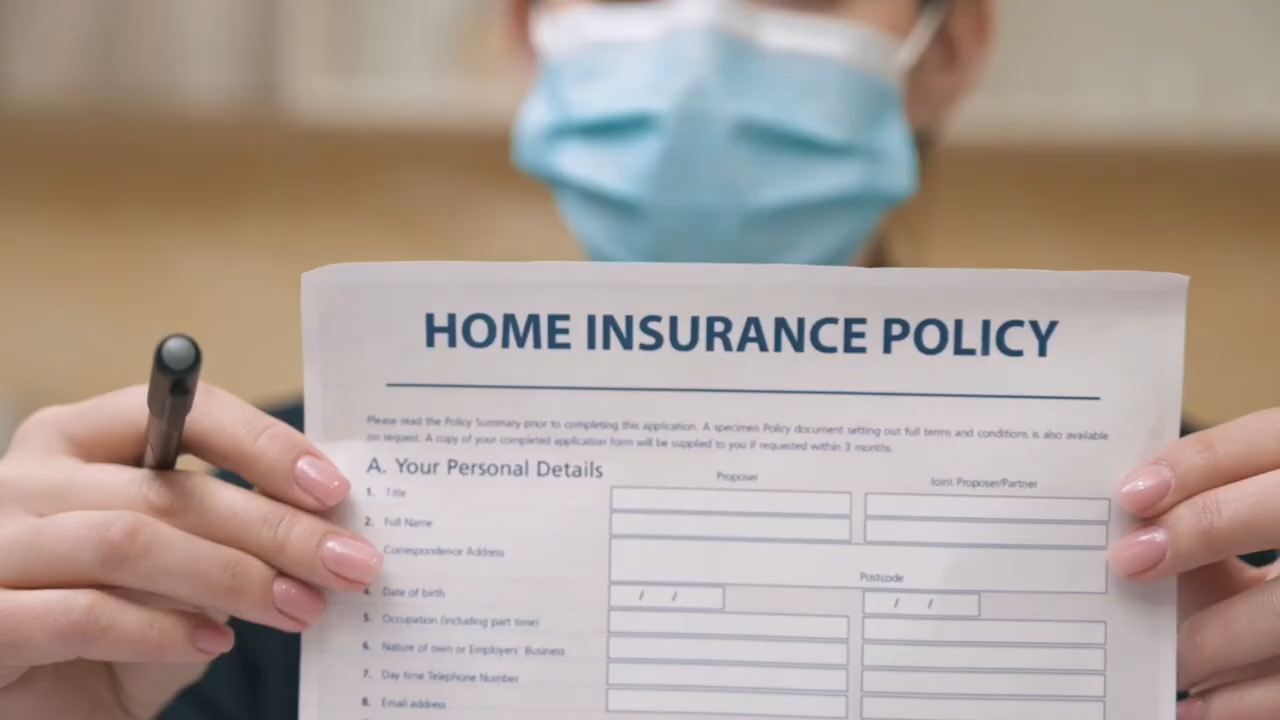 HOME INSURANCE POLICY
Please read the Policy Summary prior to completing this application. A specimen Policy document setting out full terms and conditions is also available
on request. A copy of your completed application form will be supplied to you if requested within 3 months.
A. Your Personal Details
Proposer Joint Proposer/Partner
1. Title
2. Full Name
Correspondence Address
Postcode
4. Date of birth / / / /
5. Occupation (including part time)
6. Nature of own or Employers' Business
7. Day time Telephone Number
8. Email address